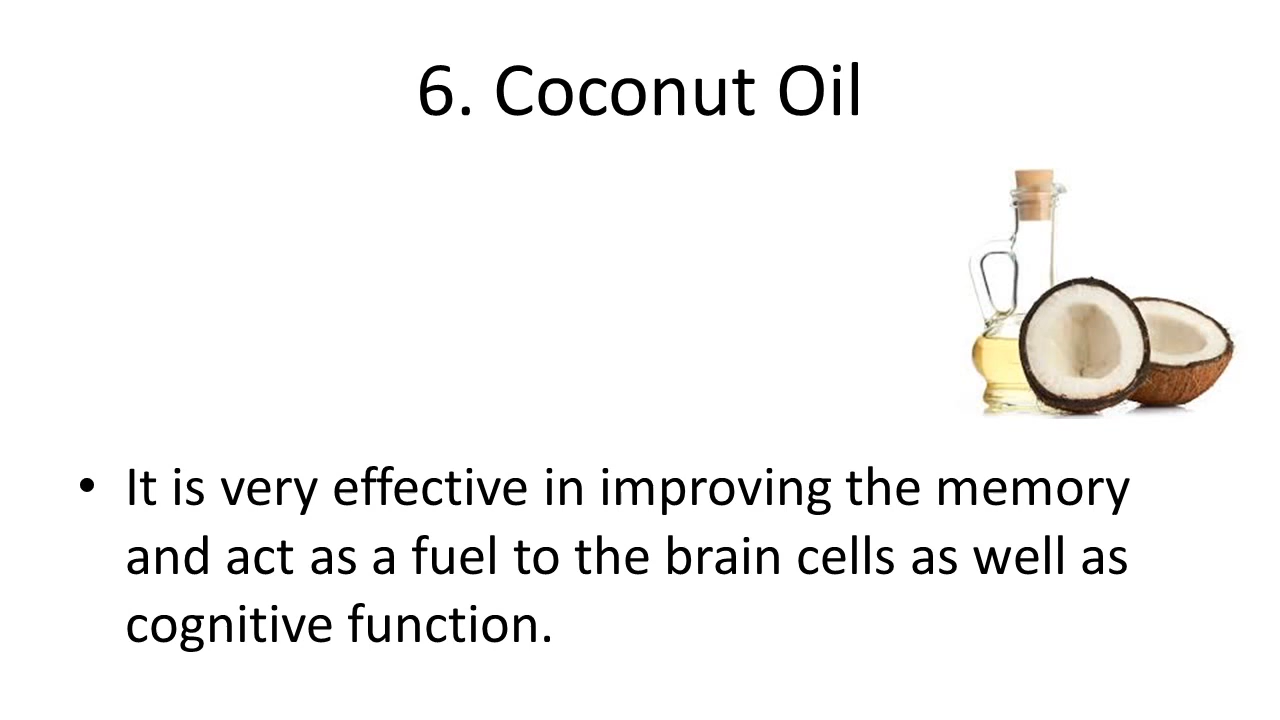 6. Coconut Oil
• It is very effective in improving the memory
and act as a fuel to the brain cells as well as
cognitive function.